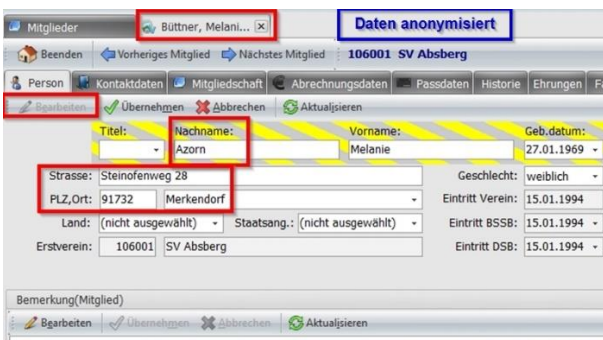 Mitglieder Büttner, Melani... Daten anonymisiert
Beenden Vorheriges Mitglied Nächstes Mitglied 106001 SV Absberg
Person Kontaktdaten Mitgliedschaft Abrechnungsdaten Passdaten Historie Ehrungen
Bearbeiten Übernehmen Abbrechen Aktualisieren
Titel: Nachname: Vorname: Geb.datum:
Azorn Melanie 27.01.1969
Strasse: Steinofenweg 28 Geschlecht: weiblich
PLZ,Ort: 91732 Merkendorf Eintritt Verein: 15.01.1994
Land: (nicht ausgewählt) Staatsang.: (nicht ausgewählt) Eintritt BSSB: 15.01.1994
Erstverein: 106001 SV Absberg Eintritt DSB: 15.01.1994
Bemerkung(Mitglied)
Bearbeiten Übernehmen Abbrechen Aktualisieren